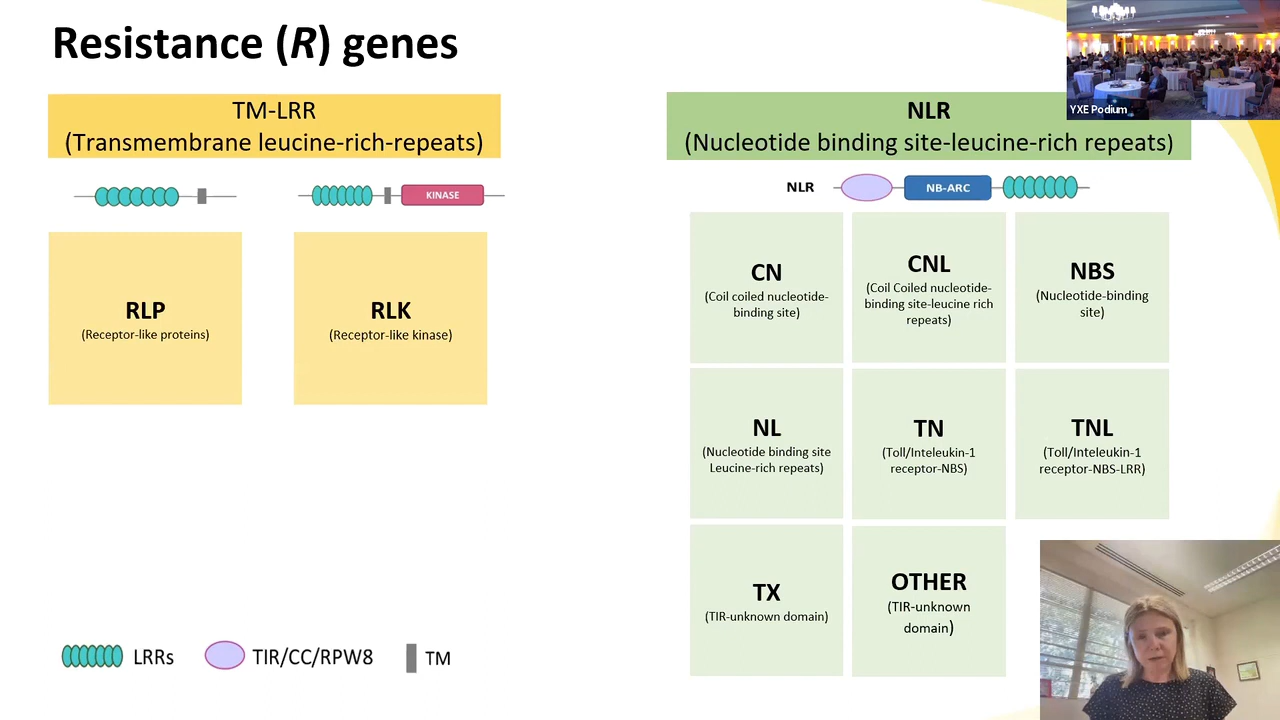 Resistance (R) genes
YXE Podium
TM-LRR
(Transmembrane leucine-rich-repeats)
KINASE
RLP
(Receptor-like proteins)
RLK
(Receptor-like kinase)
NLR
(Nucleotide binding site-leucine-rich repeats)
NLR
NB-ARC
CN
(Coil coiled nucleotide-
binding site)
CNL
(Coil Coiled nucleotide-
binding site-leucine rich
repeats)
NBS
(Nucleotide-binding
site)
NL
(Nucleotide binding site
Leucine-rich repeats)
TN
(Toll/Inteleukin-1
receptor-NBS)
TNL
(Toll/Inteleukin-1
receptor-NBS-LRR)
TX
(TIR-unknown domain)
OTHER
(TIR-unknown
domain)
LRRs
TIR/CC/RPW8
TM